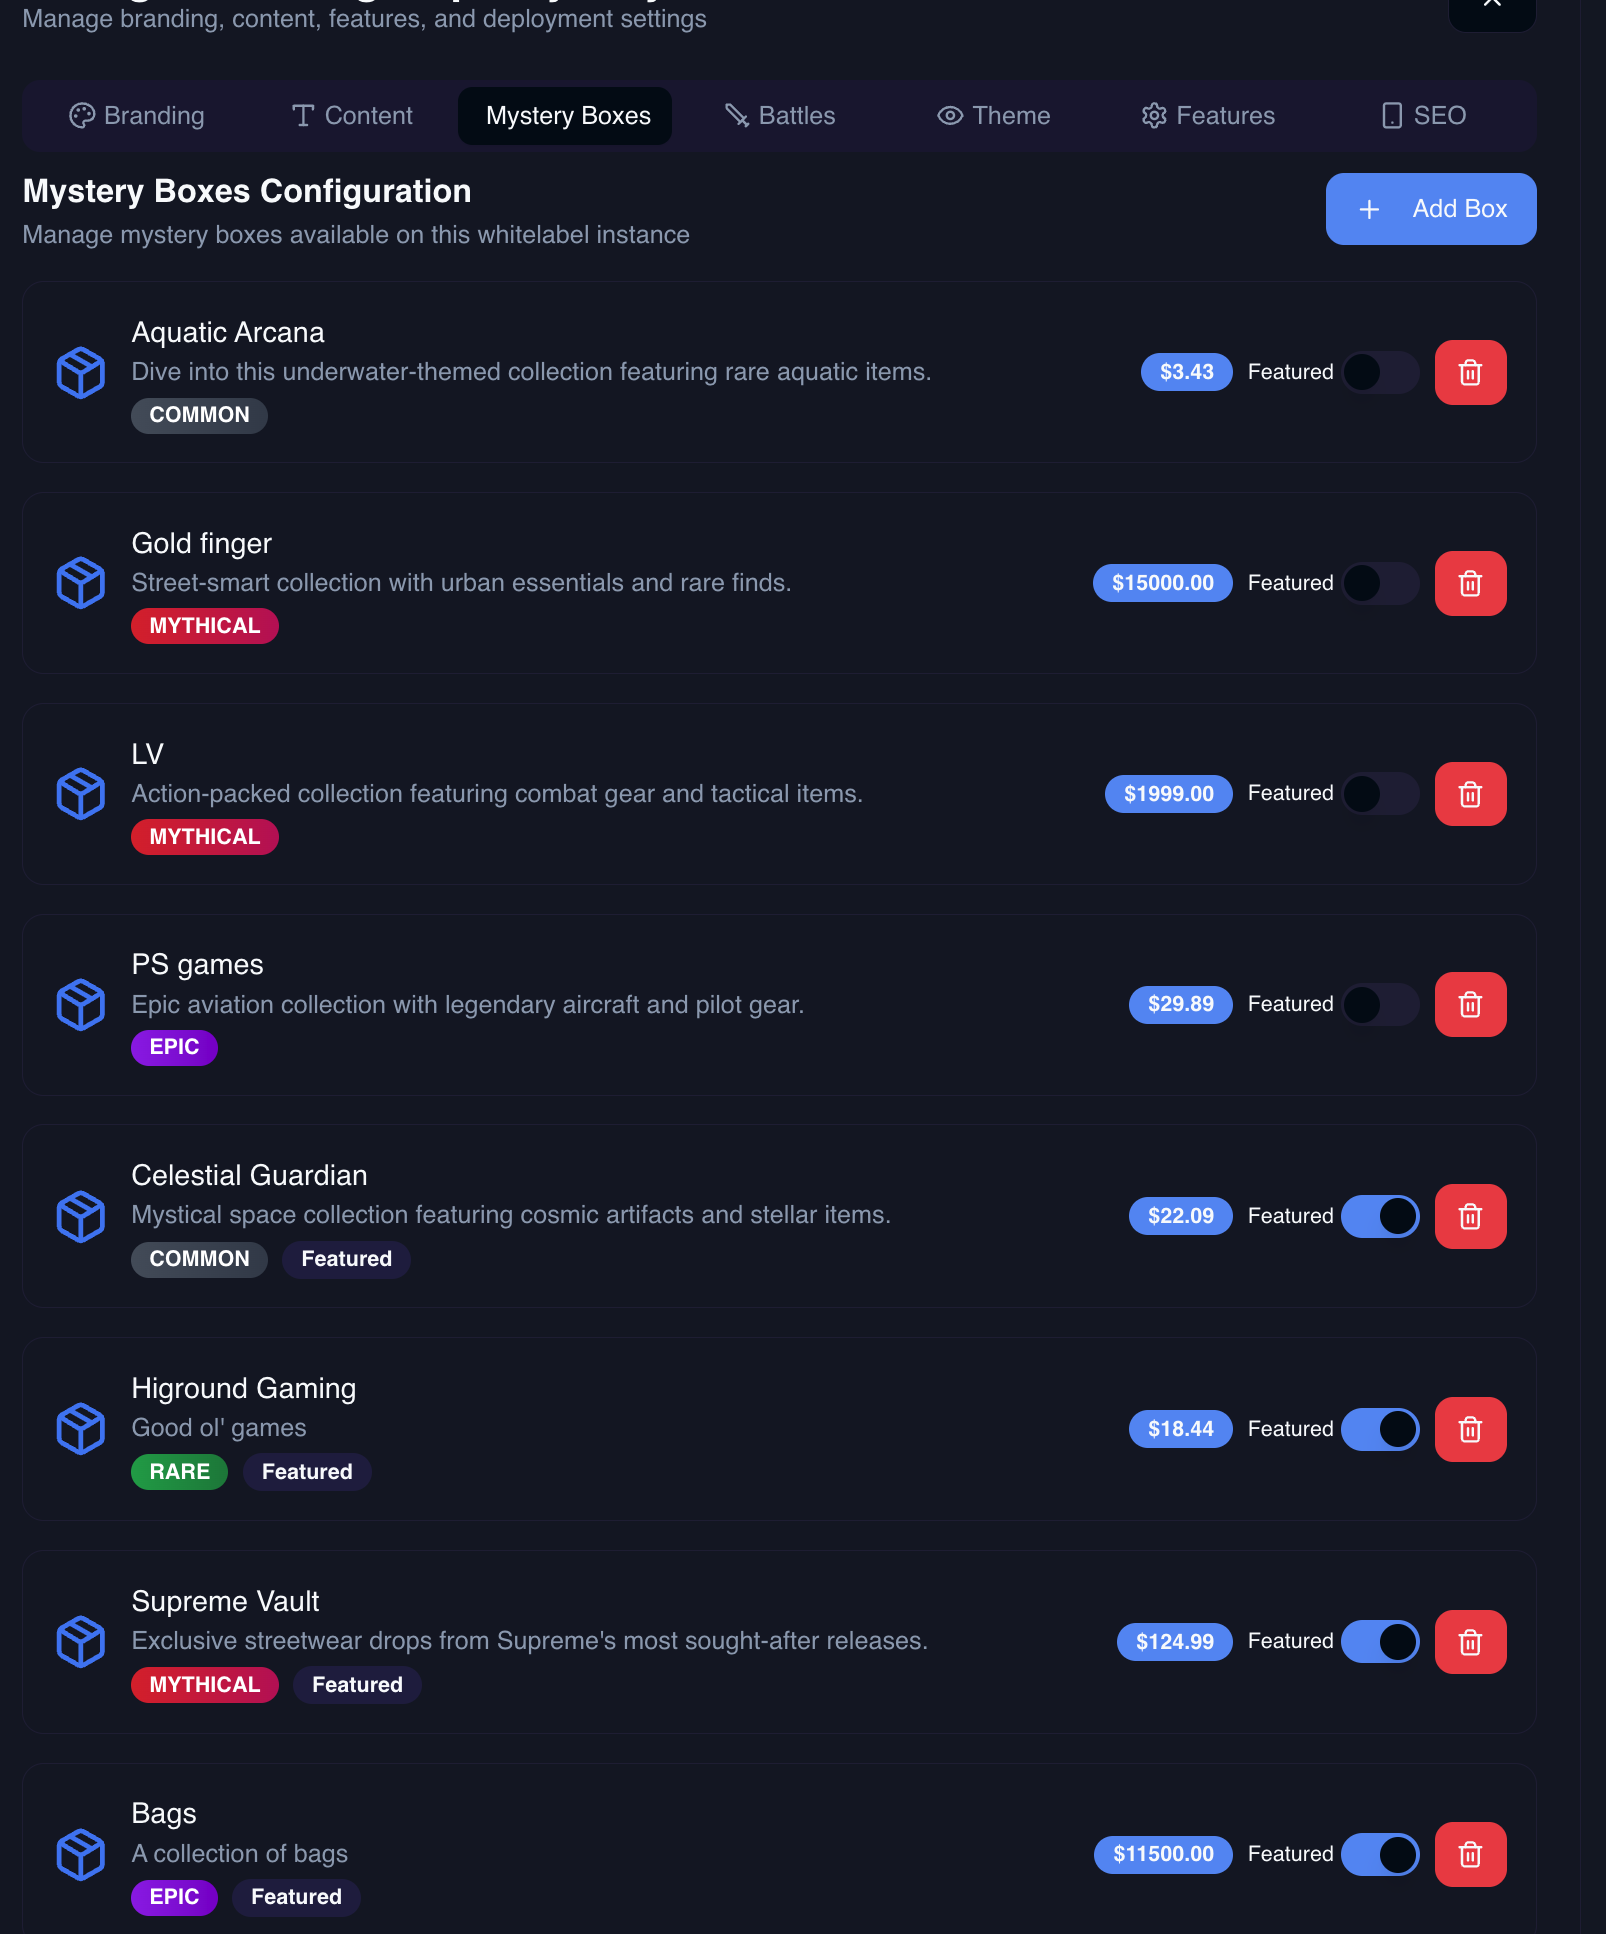 Manage branding, content, features, and deployment settings
Branding Content Mystery Boxes Battles Theme Features SEO
Mystery Boxes Configuration
Manage mystery boxes available on this whitelabel instance
+ Add Box
Aquatic Arcana
Dive into this underwater-themed collection featuring rare aquatic items.
COMMON
$3.43 Featured
Gold finger
Street-smart collection with urban essentials and rare finds.
MYTHICAL
$15000.00 Featured
LV
Action-packed collection featuring combat gear and tactical items.
MYTHICAL
$1999.00 Featured
PS games
Epic aviation collection with legendary aircraft and pilot gear.
EPIC
$29.89 Featured
Celestial Guardian
Mystical space collection featuring cosmic artifacts and stellar items.
COMMON Featured
$22.09 Featured
Higround Gaming
Good ol' games
RARE Featured
$18.44 Featured
Supreme Vault
Exclusive streetwear drops from Supreme's most sought-after releases.
MYTHICAL Featured
$124.99 Featured
Bags
A collection of bags
EPIC Featured
$11500.00 Featured